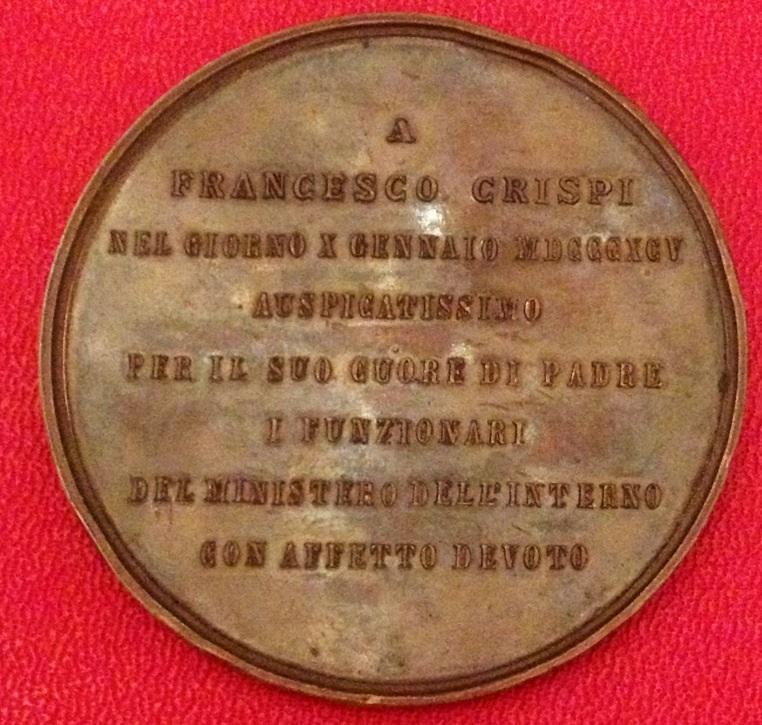 A
FRANCESCO CRISPI
NEL GIORNO X GENNAIO MDCCCXCV
AUSPICATISSIMO
PER IL SUO CUORE DI PADRE
I FUNZIONARI
DEL MINISTERO DELL'INTERNO
CON AFFETTO DEVOTO